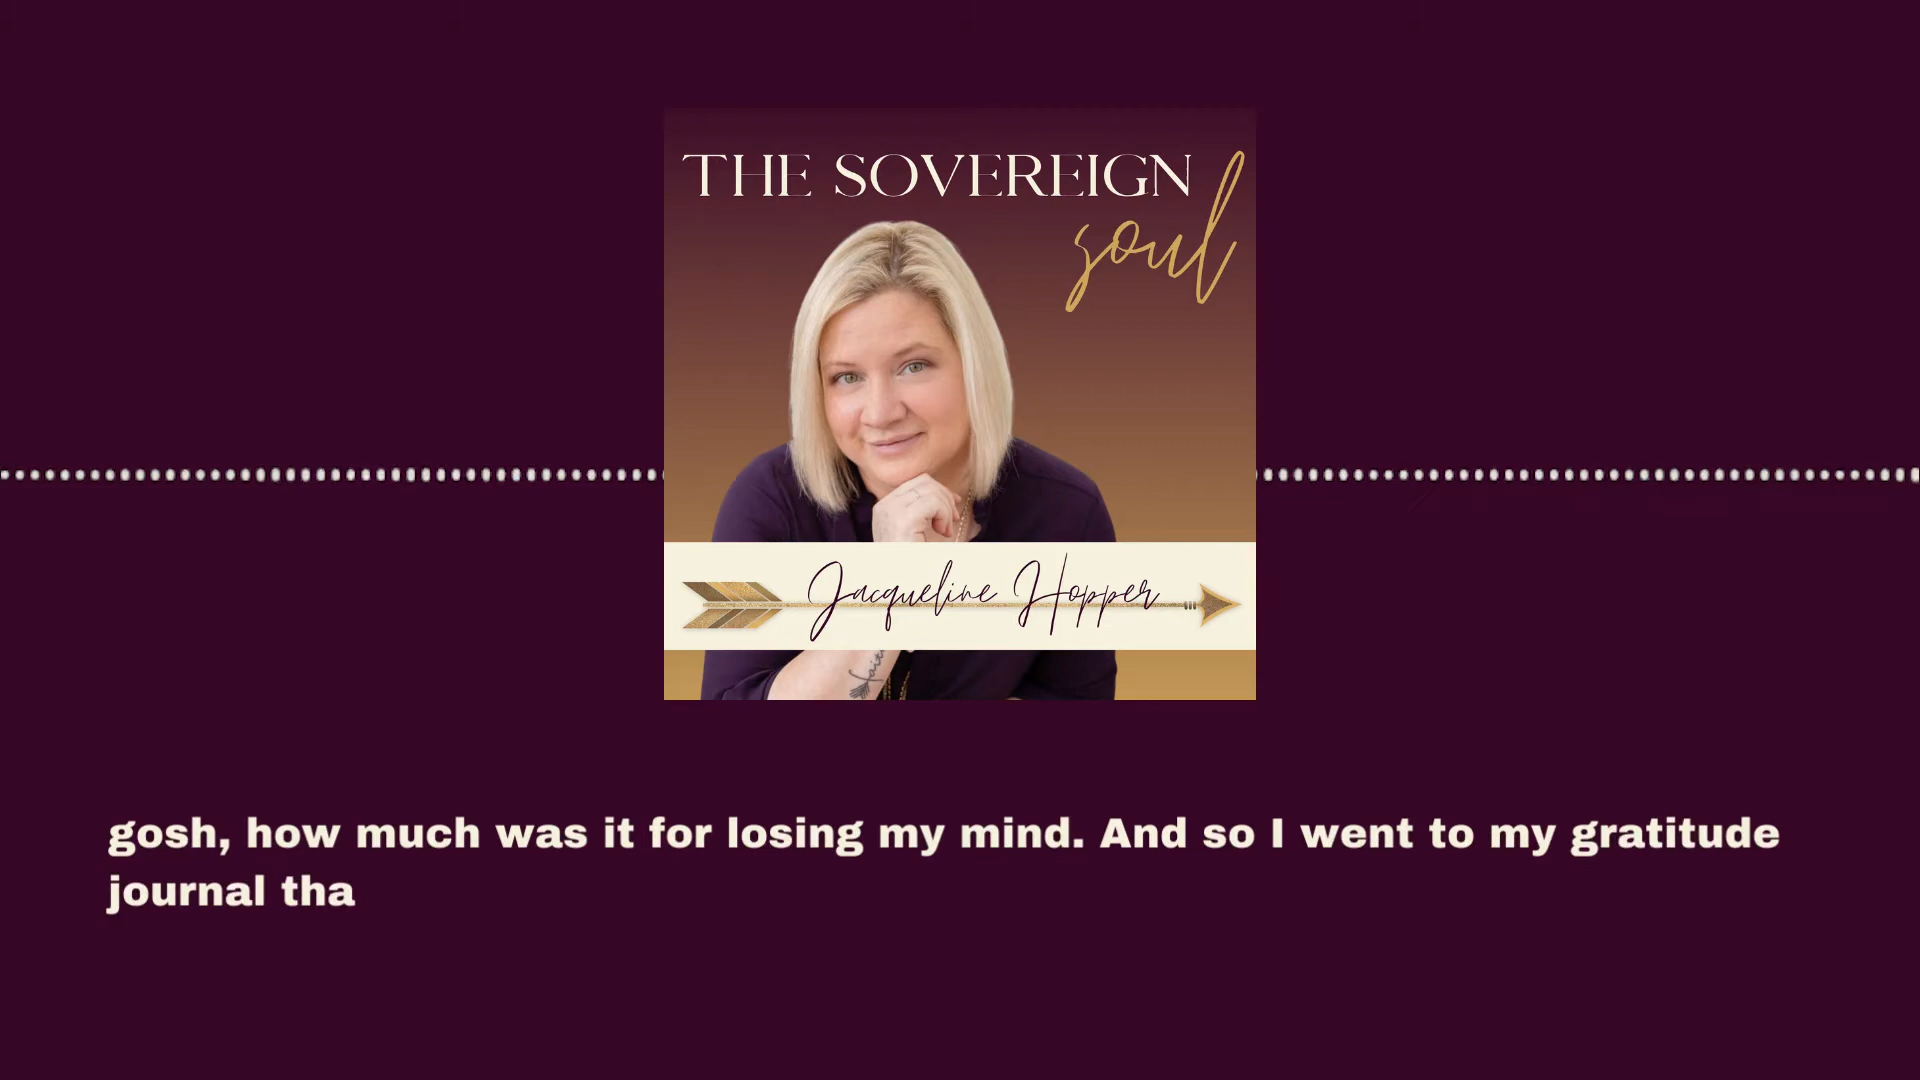 THE SOVEREIGN
soul
Jacqueline Hopper
faith
gosh, how much was it for losing my mind. And so I went to my gratitude
journal tha